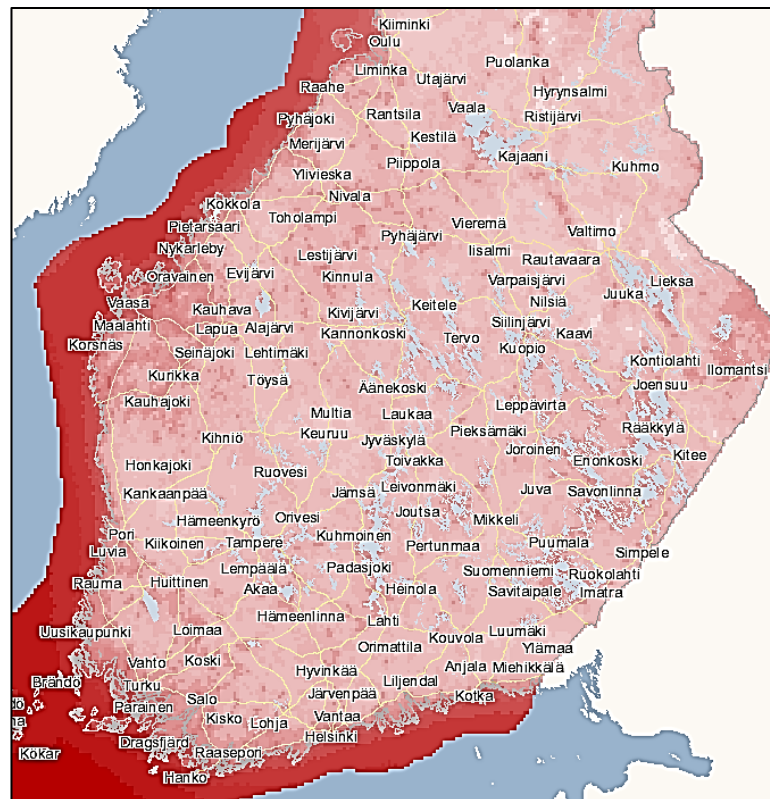 Kiiminki
Oulu
Puolanka
Liminka
Utajärvi
Raahe
Hyrynsalmi
Vaala
Rantsila
Ristijärvi
Pyhäjoki
Kestilä
Merijärvi
Kajaani
Piippola
Kuhmo
Ylivieska
Nivala
Kokkola
Toholampi
Vieremä
Pietarsaari
Valtimo
Pyhäjärvi
Nykarleby
Iisalmi
Lestijärvi
Rautavaara
Oravainen
Evijärvi
Kinnula
Varpaisjärvi
Lieksa
Juuka
Vaasa
Kauhava
Keitele
Nilsiä
Kivijärvi
Maalahti
Siilinjärvi
Lapua
Alajärvi
Kannonkoski
Kaavi
Tervo
Korsnäs
Kuopio
Seinäjoki
Lehtimäki
Kontiolahti
Ilomantsi
Kurikka
Töysä
Joensuu
Äänekoski
Kauhajoki
Leppävirta
Multia
Laukaa
Rääkkylä
Kihniö
Keuruu
Pieksämäki
Jyväskylä
Joroinen
Kitee
Toivakka
Enonkoski
Honkajoki
Ruovesi
Leivonmäki
Juva
Savonlinna
Kankaanpää
Jämsä
Joutsa
Orivesi
Hämeenkyrö
Mikkeli
Pori
Kuhmoinen
Puumala
Kiikoinen
Tampere
Pertunmaa
Luvia
Simpele
Lempäälä
Padasjoki
Suomenniemi
Ruokolahti
Rauma
Huittinen
Akaa
Heinola
Savitaipale
Imatra
Hämeenlinna
Lahti
Uusikaupunki
Loimaa
Luumäki
Kouvola
Orimattila
Ylämaa
Vahto
Koski
Hyvinkää
Anjala
Miehikkälä
Brändö
Liljendal
Turku
Järvenpää
Kotka
Salo
Parainen
Kisko
Lohja
Vantaa
Helsinki
Dragsfjärd
Kökar
Raasepori
Hanko